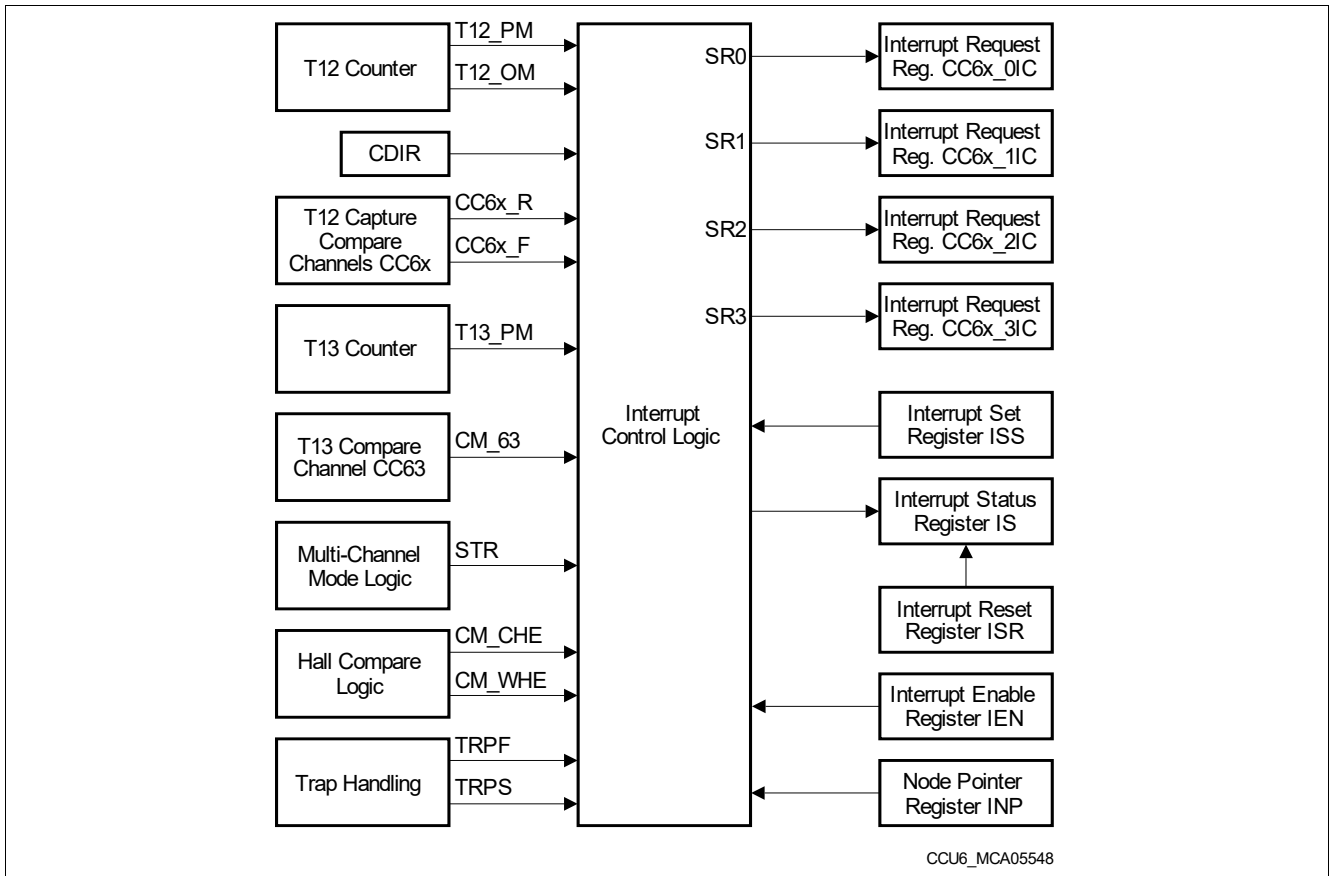 T12 Counter
T12_PM
T12_OM
CDIR
T12 Capture
Compare
Channels CC6x
CC6x_R
CC6x_F
T13 Counter
T13_PM
T13 Compare
Channel CC63
CM_63
Multi-Channel
Mode Logic
STR
Hall Compare
Logic
CM_CHE
CM_WHE
Trap Handling
TRPF
TRPS
Interrupt
Control Logic
SR0
SR1
SR2
SR3
Interrupt Request
Reg. CC6x_0IC
Interrupt Request
Reg. CC6x_1IC
Interrupt Request
Reg. CC6x_2IC
Interrupt Request
Reg. CC6x_3IC
Interrupt Set
Register ISS
Interrupt Status
Register IS
Interrupt Reset
Register ISR
Interrupt Enable
Register IEN
Node Pointer
Register INP
CCU6_MCA05548